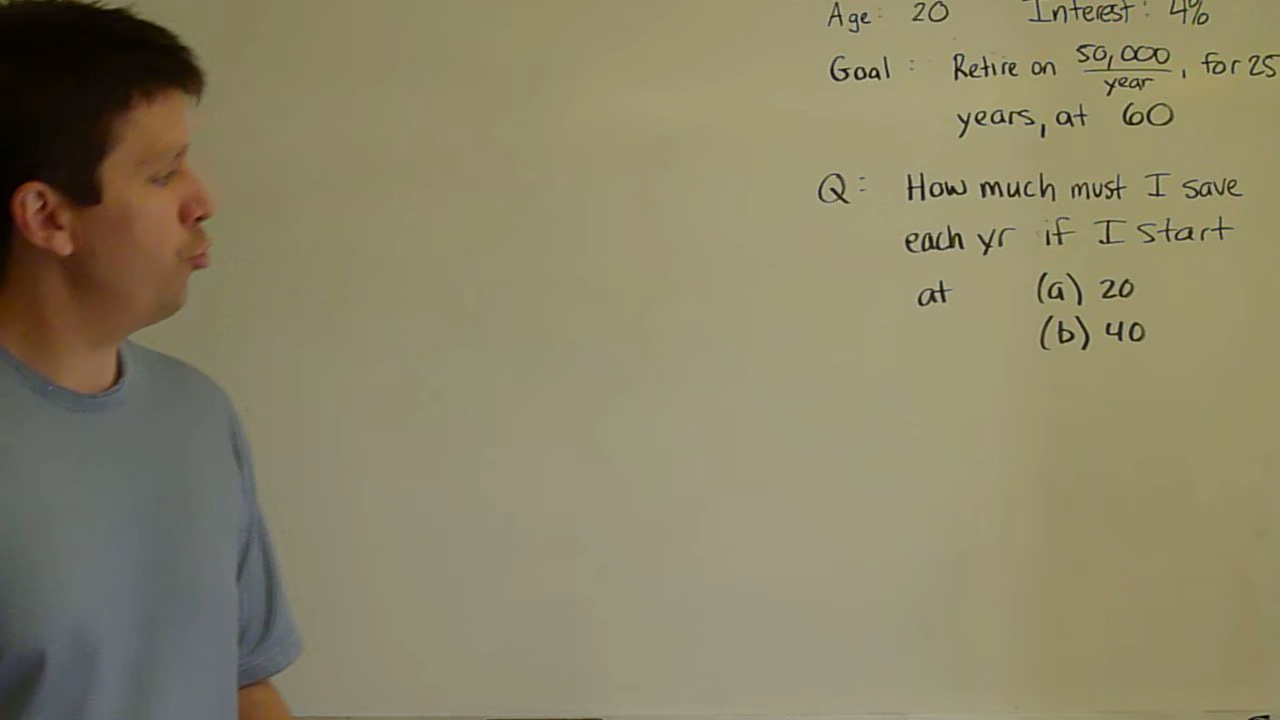 Age: 20 Interest: 4%
Goal: Retire on 50,000/year, for 25
years, at 60
Q: How much must I save
each yr if I start
at (a) 20
(b) 40